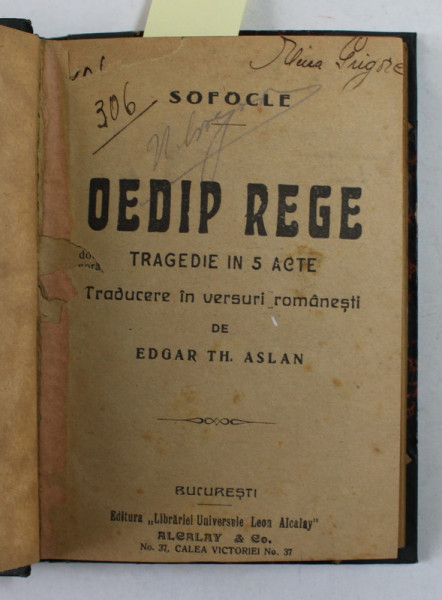 306
Grigore
SOFOCLE
OEDIP REGE
TRAGEDIE IN 5 ACTE
Traducere în versuri românești
DE
EDGAR TH. ASLAN
BUCUREȘTI
Editura „Librăriei Universale Leon Alcalay"
ALCALAY & Co.
No. 37, CALEA VICTORIEI No. 37